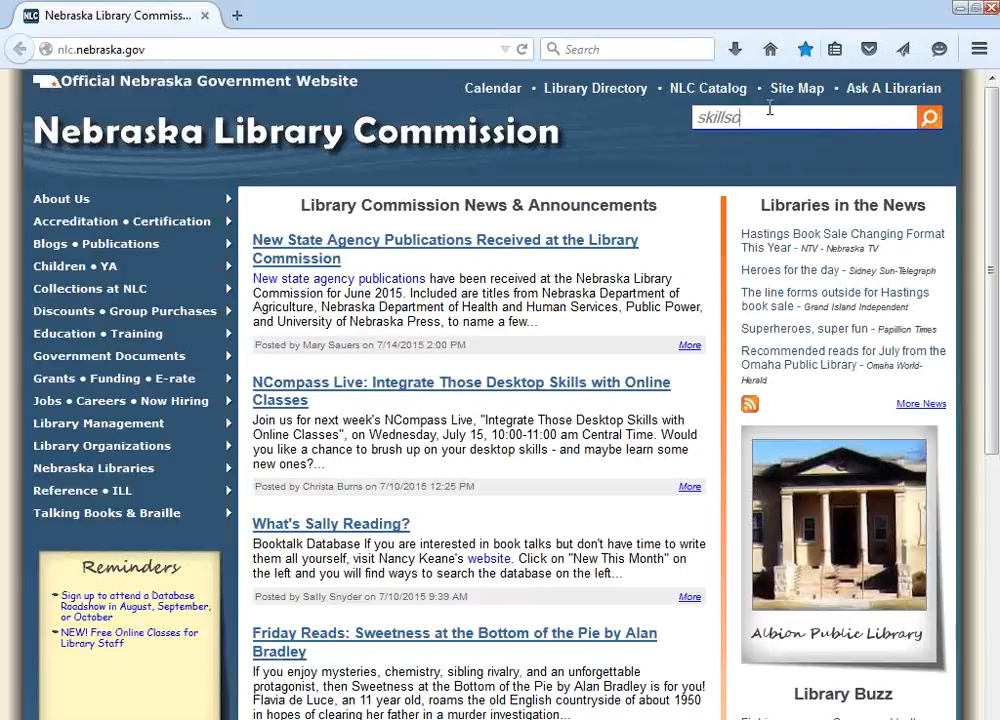 Nebraska Library Commiss...
nlc.nebraska.gov
Search
Official Nebraska Government Website
Calendar • Library Directory • NLC Catalog • Site Map • Ask A Librarian
skillsd
Nebraska Library Commission
About Us
Accreditation • Certification
Blogs • Publications
Children • YA
Collections at NLC
Discounts • Group Purchases
Education • Training
Government Documents
Grants • Funding • E-rate
Jobs • Careers • Now Hiring
Library Management
Library Organizations
Nebraska Libraries
Reference • ILL
Talking Books & Braille
Reminders
Sign up to attend a Database
Roadshow in August, September,
or October
NEW! Free Online Classes for
Library Staff
Library Commission News & Announcements
New State Agency Publications Received at the Library
Commission
New state agency publications have been received at the Nebraska Library
Commission for June 2015. Included are titles from Nebraska Department of
Agriculture, Nebraska Department of Health and Human Services, Public Power,
and University of Nebraska Press, to name a few...
Posted by Mary Sauers on 7/14/2015 2:00 PM More
NCompass Live: Integrate Those Desktop Skills with Online
Classes
Join us for next week's NCompass Live, "Integrate Those Desktop Skills with
Online Classes", on Wednesday, July 15, 10:00-11:00 am Central Time. Would
you like a chance to brush up on your desktop skills - and maybe learn some
new ones?...
Posted by Christa Burns on 7/10/2015 12:25 PM More
What's Sally Reading?
Booktalk Database If you are interested in book talks but don't have time to write
them all yourself, visit Nancy Keane's website. Click on "New This Month" on
the left and you will find ways to search the database on the left...
Posted by Sally Snyder on 7/10/2015 9:39 AM More
Friday Reads: Sweetness at the Bottom of the Pie by Alan
Bradley
If you enjoy mysteries, chemistry, sibling rivalry, and an unforgettable
protagonist, then Sweetness at the Bottom of the Pie by Alan Bradley is for you!
Flavia de Luce, an 11 year old, roams the old English countryside of about 1950
in hopes of clearing her father in a murder investigation...
Libraries in the News
Hastings Book Sale Changing Format
This Year - NTV - Nebraska TV
Heroes for the day - Sidney Sun-Telegraph
The line forms outside for Hastings
book sale - Grand Island Independent
Superheroes, super fun - Papillion Times
Recommended reads for July from the
Omaha Public Library - Omaha World-
Herald
More News
Albion Public Library
Library Buzz